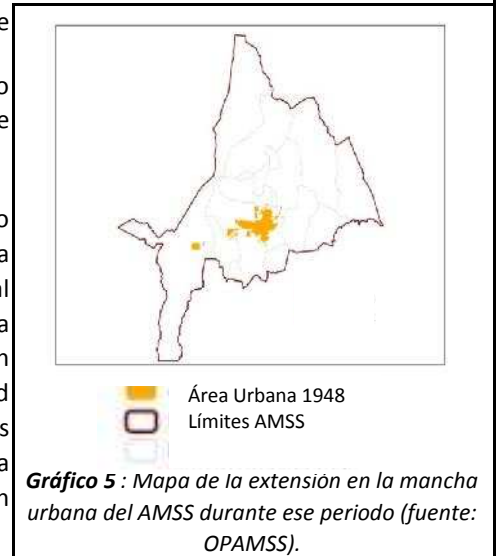 e
o
e
o
a
al
a
n
d
s
a
n
Área Urbana 1948
Límites AMSS
Gráfico 5 : Mapa de la extensión en la mancha
urbana del AMSS durante ese periodo (fuente:
OPAMSS).